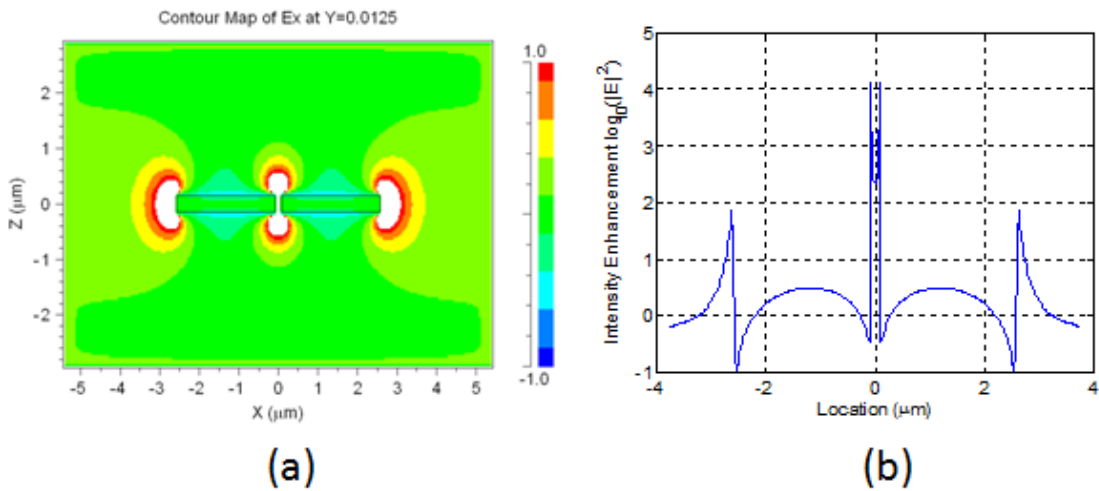 Contour Map of Ex at Y=0.0125
Z (μm)
2
1
0
-1
-2
-5 -4 -3 -2 -1 0 1 2 3 4 5
X (μm)
1.0
-1.0
(a)
Intensity Enhancement log10(|E|²)
5
4
3
2
1
0
-1
-4 -2 0 2 4
Location (μm)
(b)